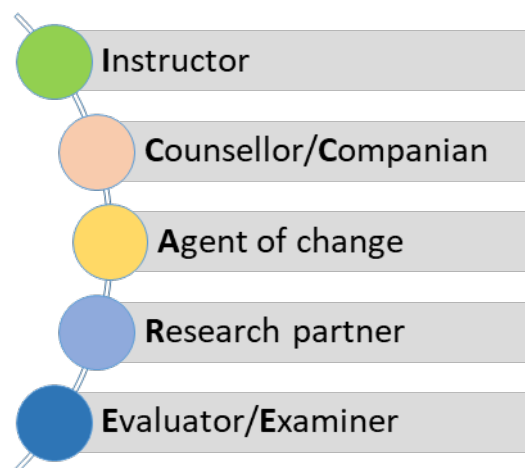 Instructor
Counsellor/Companian
Agent of change
Research partner
Evaluator/Examiner